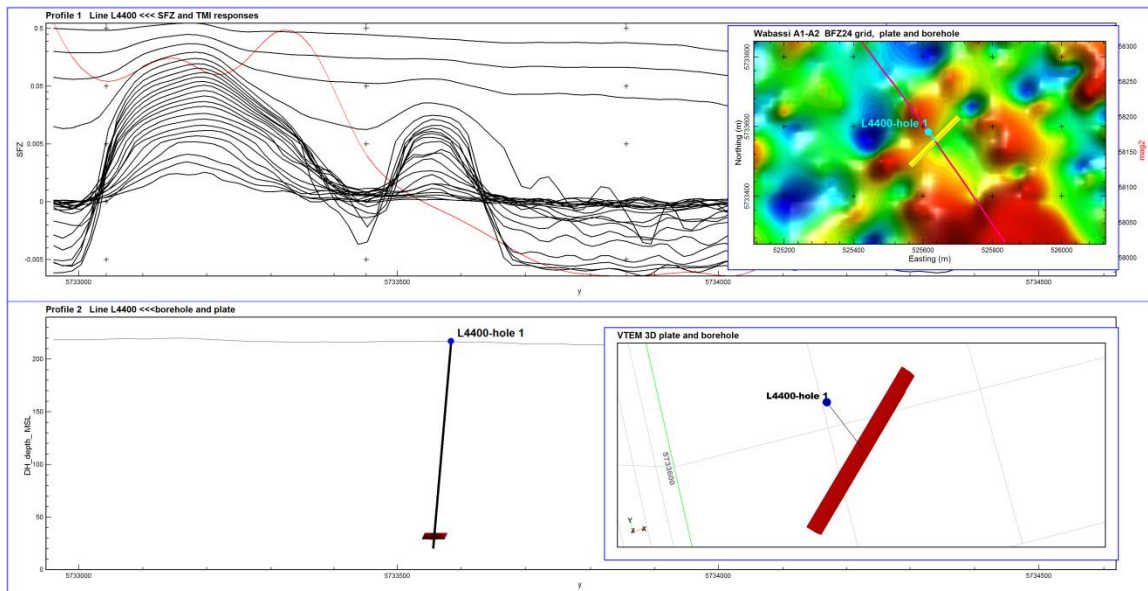 Profile 1 Line L4400 <<< SFZ and TMI responses
0.5
0.05
0.005
0
-0.005
SFZ
5733000
5733500
5734000
5734500
y
58300
58250
58200
58150
58100
58050
58000
mag2
Wabassi A1-A2 BFZ24 grid, plate and borehole
5733800
5733600
5733400
Northing (m)
L4400-hole 1
525200
525400
525600
525800
526000
Easting (m)
Profile 2 Line L4400 <<<borehole and plate
L4400-hole 1
200
150
100
50
0
DH_depth_MSL
5733000
5733500
5734000
5734500
y
VTEM 3D plate and borehole
L4400-hole 1
5733600
Y
Z X